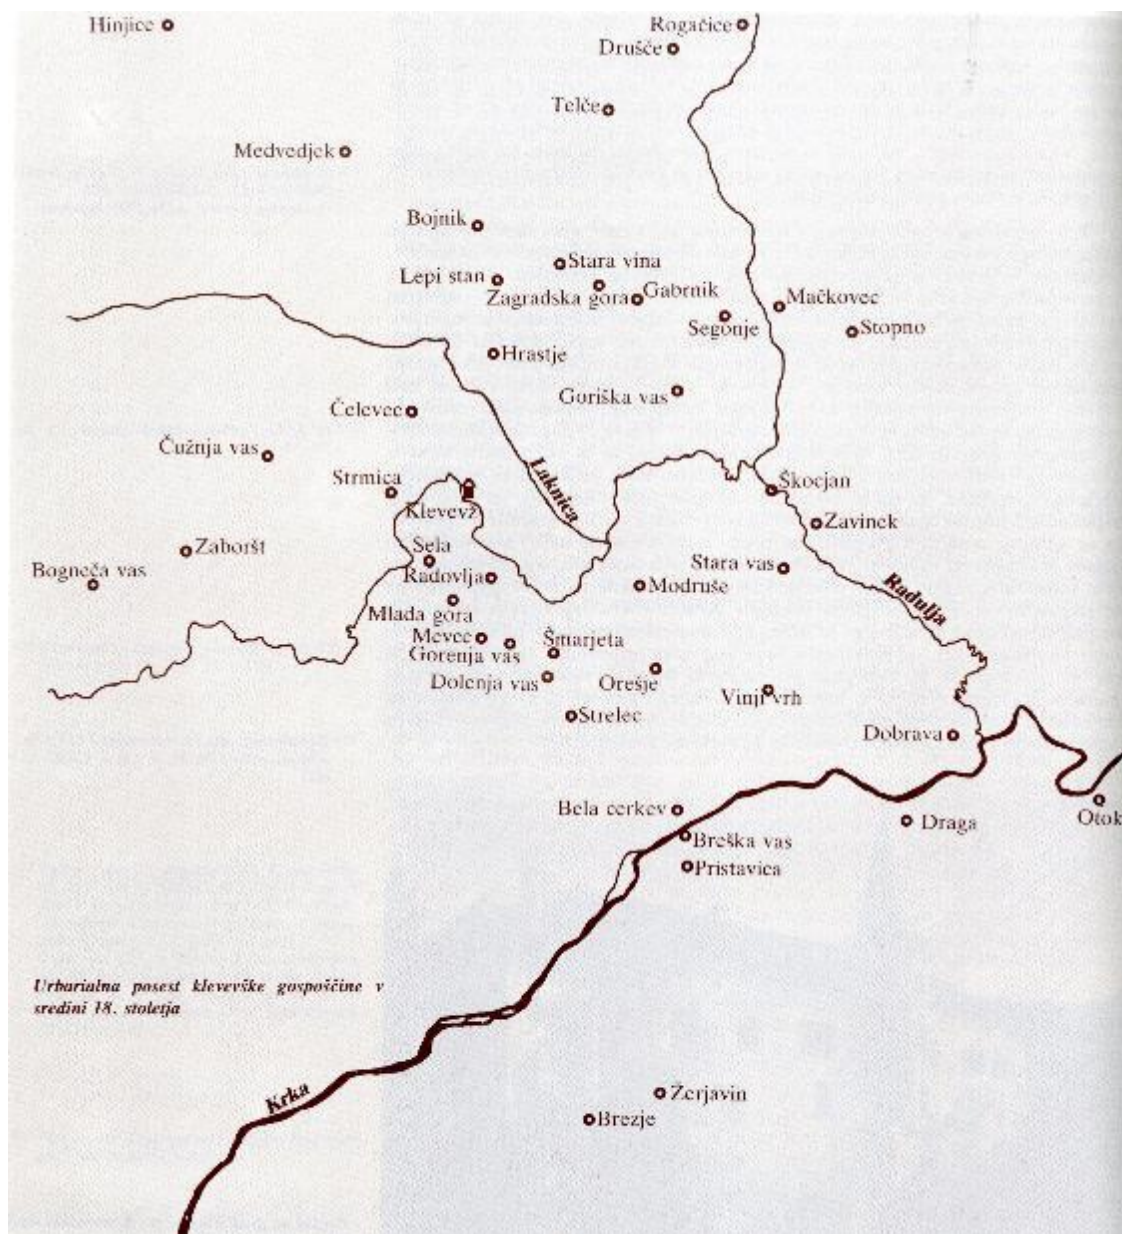 Hinjice
Rogačice
Drušče
Telče
Medvedjek
Bojnik
Stara vina
Lepi stan
Zagradska gora
Gabrnik
Mačkovec
Segonje
Stopno
Hrastje
Goriška vas
Čelevec
Čužnja vas
Strmica
Laknica
Škocjan
Klevevž
Zavinek
Zaboršt
Sela
Stara vas
Bogneča vas
Radovlja
Modruše
Radulja
Mlada gora
Mevec
Šmarjeta
Gorenja vas
Dolenja vas
Orešje
Vinji vrh
Strelec
Dobrava
Bela cerkev
Draga
Otok
Breška vas
Pristavica
Urbarialna posest klevevške gospoščine v
sredini 18. stoletja
Krka
Žerjavin
Brezje